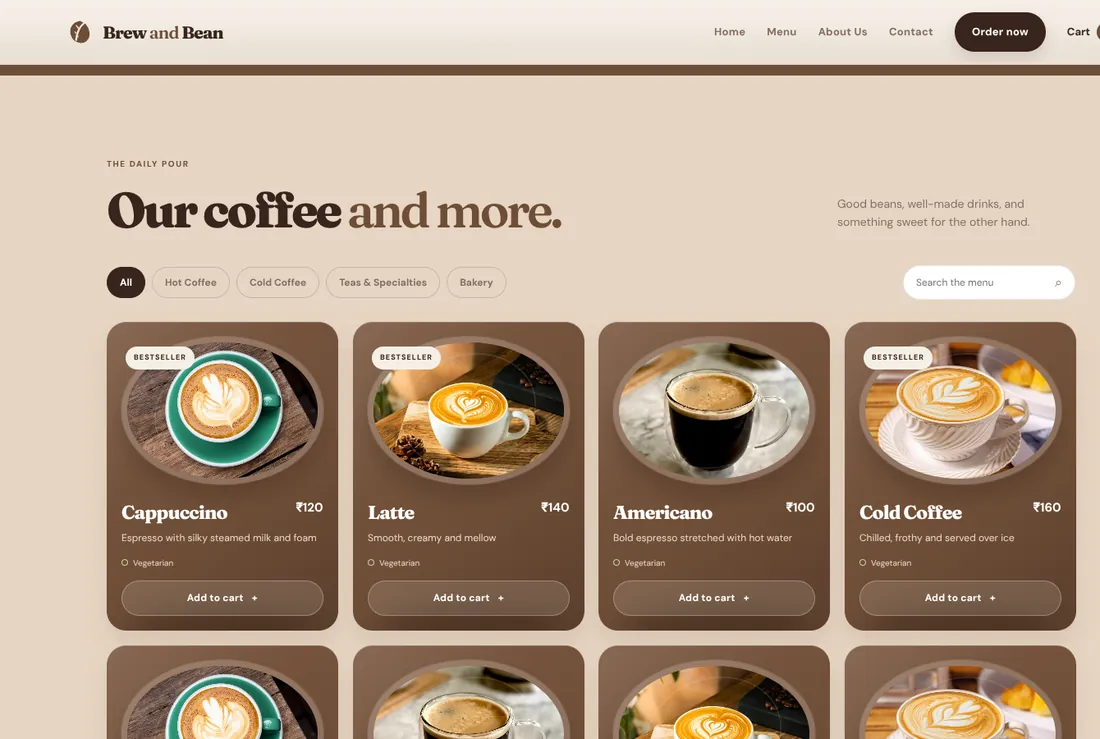 Brew and Bean
Home Menu About Us Contact Order now Cart
THE DAILY POUR
Our coffee and more.
Good beans, well-made drinks, and
something sweet for the other hand.
All Hot Coffee Cold Coffee Teas & Specialties Bakery
Search the menu
BESTSELLER
Cappuccino ₹120
Espresso with silky steamed milk and foam
Vegetarian
Add to cart +
BESTSELLER
Latte ₹140
Smooth, creamy and mellow
Vegetarian
Add to cart +
Americano ₹100
Bold espresso stretched with hot water
Vegetarian
Add to cart +
BESTSELLER
Cold Coffee ₹160
Chilled, frothy and served over ice
Vegetarian
Add to cart +